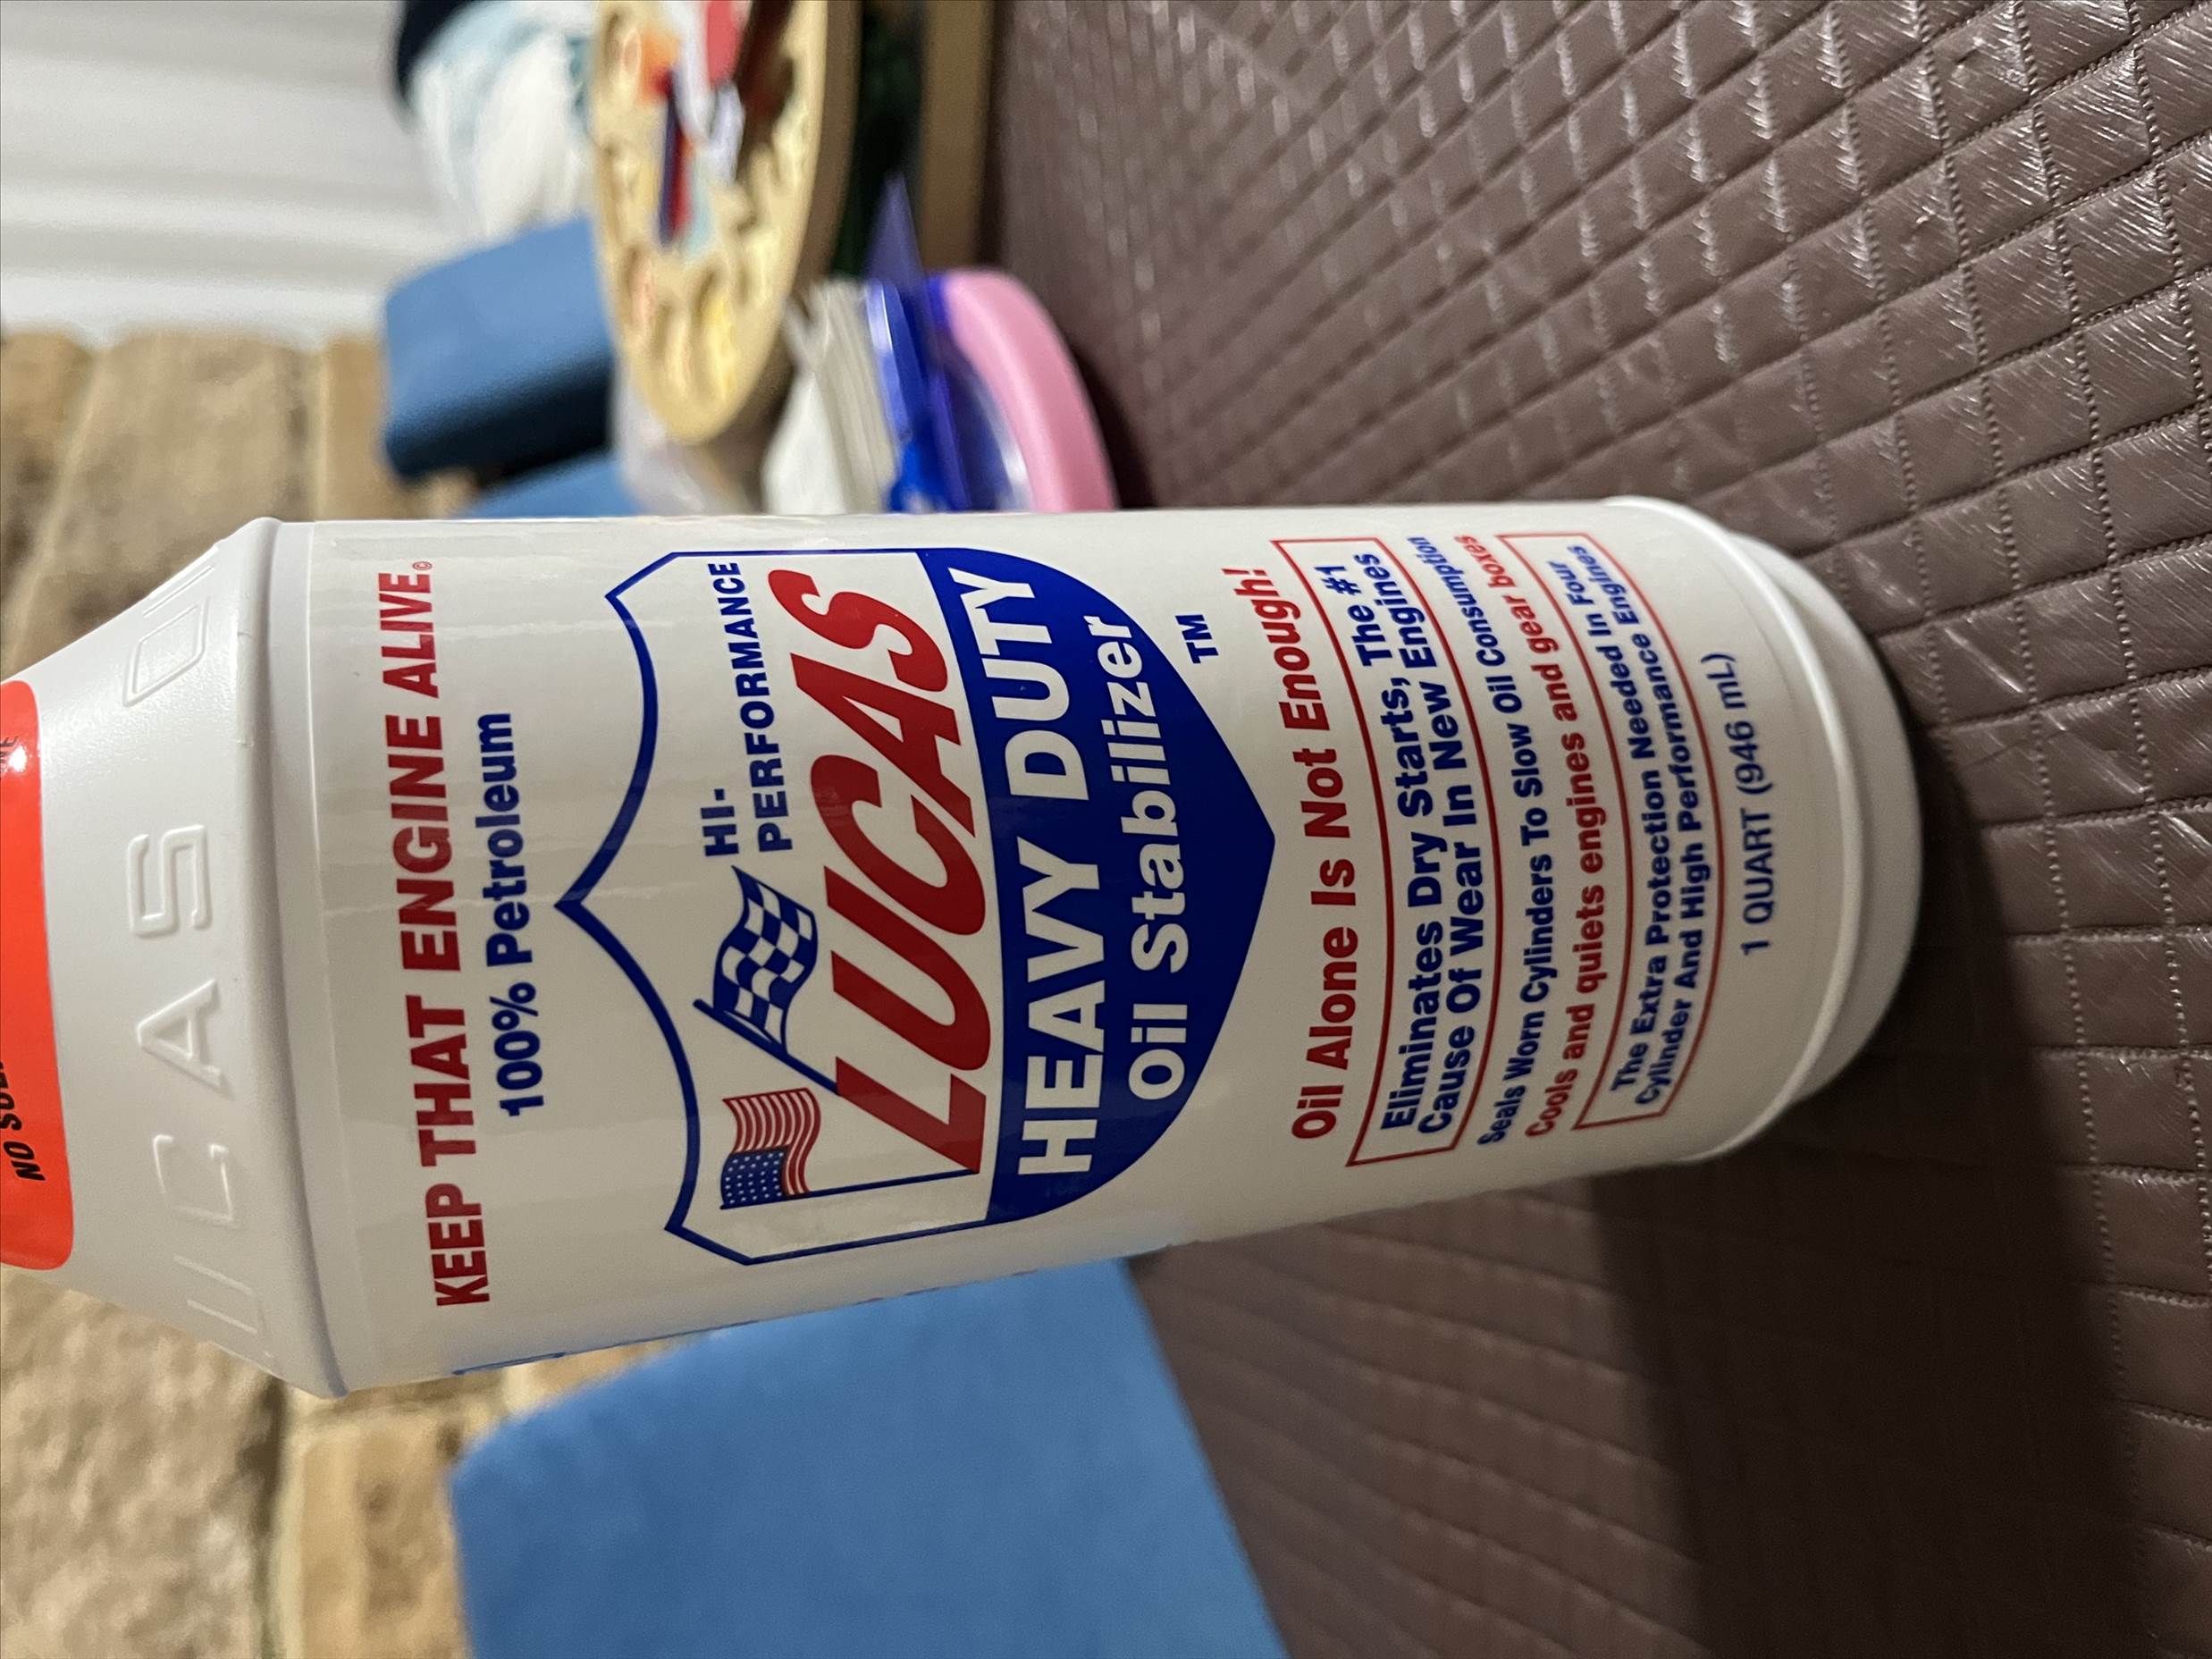 NO
LUCAS
KEEP THAT ENGINE ALIVE.©
100% Petroleum
HI-
PERFORMANCE
LUCAS
HEAVY DUTY
Oil Stabilizer
TM
Oil Alone Is Not Enough!
Eliminates Dry Starts, The #1
Cause Of Wear In New Engines
Seals Worn Cylinders To Slow Oil Consumption
Cools and quiets engines and gear boxes
The Extra Protection Needed In Four
Cylinder And High Performance Engines
1 QUART (946 mL)